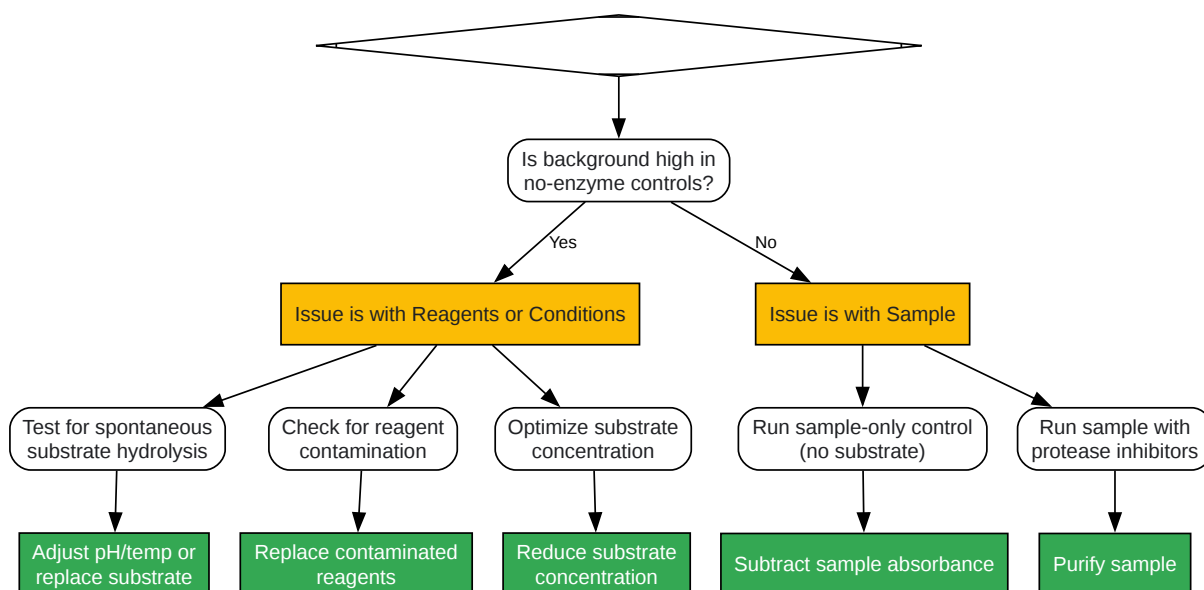 Is background high in
no-enzyme controls?
Yes
No
Issue is with Reagents or Conditions
Issue is with Sample
Test for spontaneous
substrate hydrolysis
Check for reagent
contamination
Optimize substrate
concentration
Run sample-only control
(no substrate)
Run sample with
protease inhibitors
Adjust pH/temp or
replace substrate
Replace contaminated
reagents
Reduce substrate
concentration
Subtract sample absorbance
Purify sample